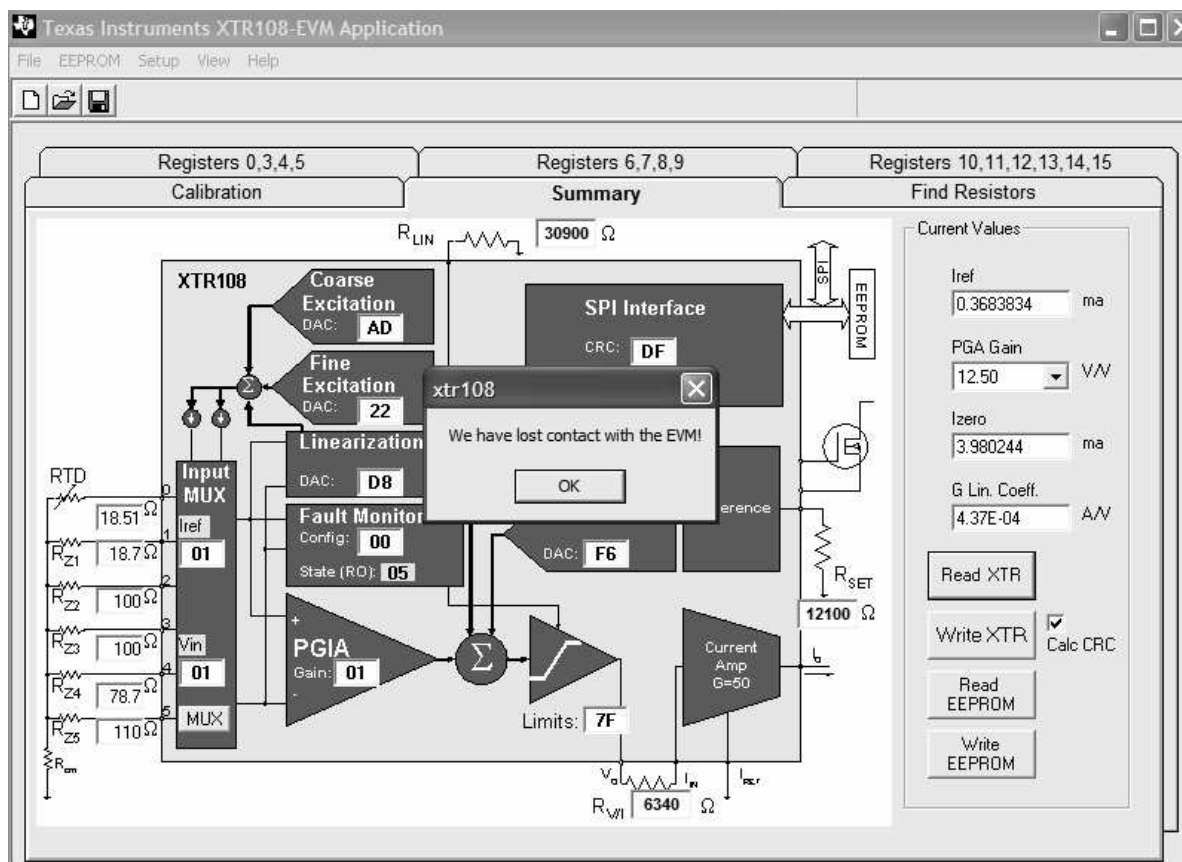 Texas Instruments XTR108-EVM Application
File EEPROM Setup View Help
Registers 0,3,4,5
Registers 6,7,8,9
Registers 10,11,12,13,14,15
Calibration
Summary
Find Resistors
RLIN
30900 Ω
XTR108
Coarse
Excitation
DAC: AD
Fine
Excitation
DAC: 22
Σ
Linearization
DAC: D8
Fault Monitor
Config: 00
State (RO): 05
SPI Interface
CRC: DF
SPI
EEPROM
xtr108
We have lost contact with the EVM!
OK
DAC: F6
erence
RSET
12100 Ω
RTD
18.51 Ω
RZ1 18.7 Ω
RZ2 100 Ω
RZ3 100 Ω
RZ4 78.7 Ω
RZ5 110 Ω
Rcm
Input
MUX
0
Iref
1
01
2
3
Vin
4
01
5
MUX
+
PGIA
Gain: 01
-
Σ
Limits: 7F
Current
Amp
G=50
Io
Vo
IIN
IRET
RV/I 6340 Ω
Current Values
Iref
0.3683834 ma
PGA Gain
12.50 V/V
Izero
3.980244 ma
G Lin. Coeff.
4.37E-04 A/V
Read XTR
Write XTR
Calc CRC
Read
EEPROM
Write
EEPROM